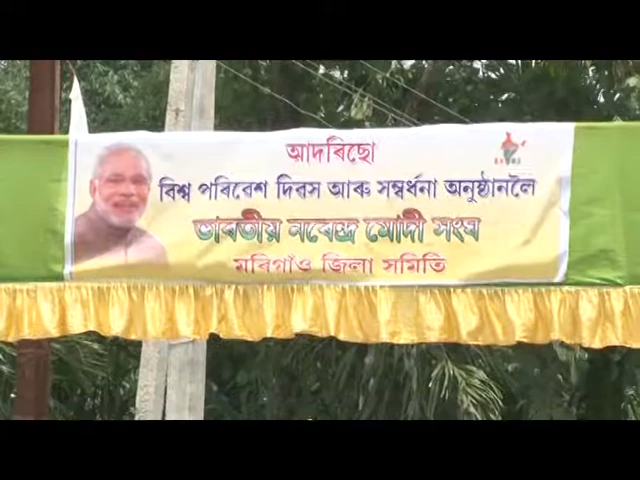 আদৰিছো
বিশ্ব পৰিবেশ দিবস আৰু সম্বৰ্ধনা অনুষ্ঠানলৈ
ভাৰতীয় নৰেন্দ্ৰ মোদী সংঘ
মৰিগাঁও জিলা সমিতি